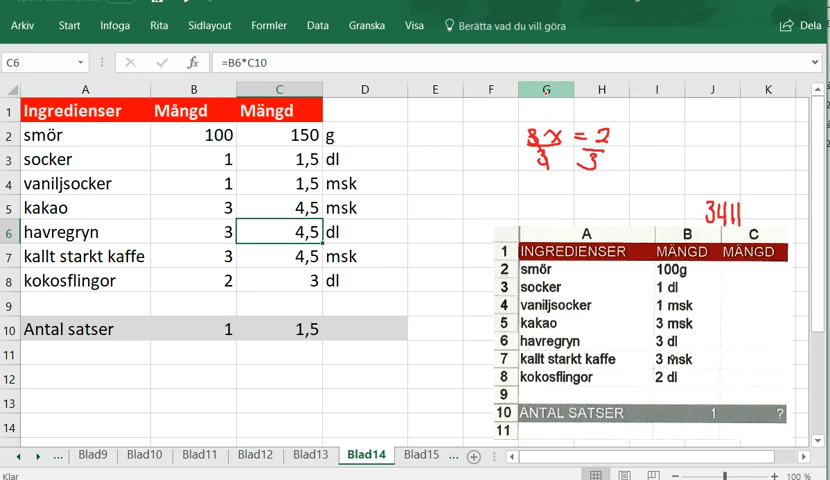 Arkiv Start Infoga Rita Sidlayout Formler Data Granska Visa Berätta vad du vill göra Dela
C6 fx =B6*C10
A B C D E F G H I J K
1 Ingredienser Mångd Mängd
2 smör 100 150 g
3 socker 1 1,5 dl
4 vaniljsocker 1 1,5 msk
5 kakao 3 4,5 msk
6 havregryn 3 4,5 dl
7 kallt starkt kaffe 3 4,5 msk
8 kokosflingor 2 3 dl
9
10 Antal satser 1 1,5
11
12
13
14
3x = 2
3 3
3411
A B C
1 INGREDIENSER MÄNGD MÄNGD
2 smör 100g
3 socker 1 dl
4 vaniljsocker 1 msk
5 kakao 3 msk
6 havregryn 3 dl
7 kallt starkt kaffe 3 msk
8 kokosflingor 2 dl
9
10 ANTAL SATSER 1 ?
11
... Blad9 Blad10 Blad11 Blad12 Blad13 Blad14 Blad15 ...
Klar 100 %